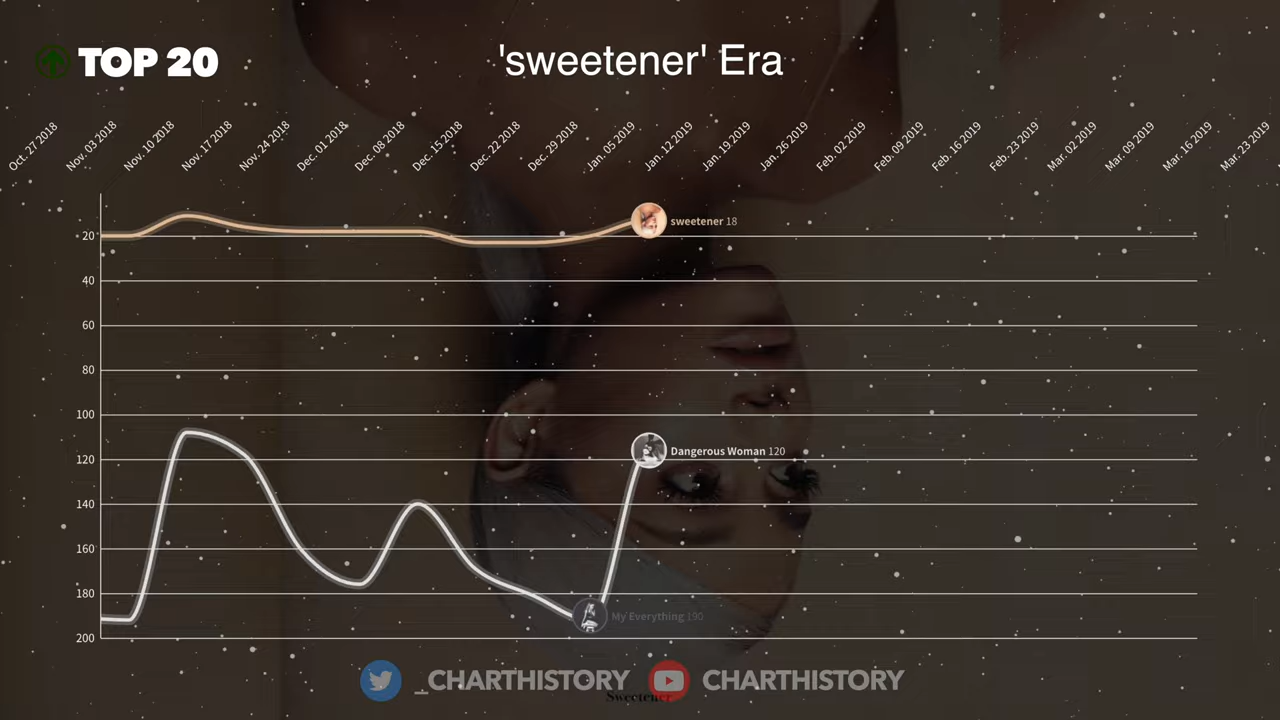 TOP 20
'sweetener' Era
Oct. 27 2018
Nov. 03 2018
Nov. 10 2018
Nov. 17 2018
Nov. 24 2018
Dec. 01 2018
Dec. 08 2018
Dec. 15 2018
Dec. 22 2018
Dec. 29 2018
Jan. 05 2019
Jan. 12 2019
Jan. 19 2019
Jan. 26 2019
Feb. 02 2019
Feb. 09 2019
Feb. 16 2019
Feb. 23 2019
Mar. 02 2019
Mar. 09 2019
Mar. 16 2019
Mar. 23 2019
sweetener 18
20
40
60
80
100
Dangerous Woman 120
120
140
160
180
My Everything 190
200
_CHARTHISTORY
CHARTHISTORY
Sweetener